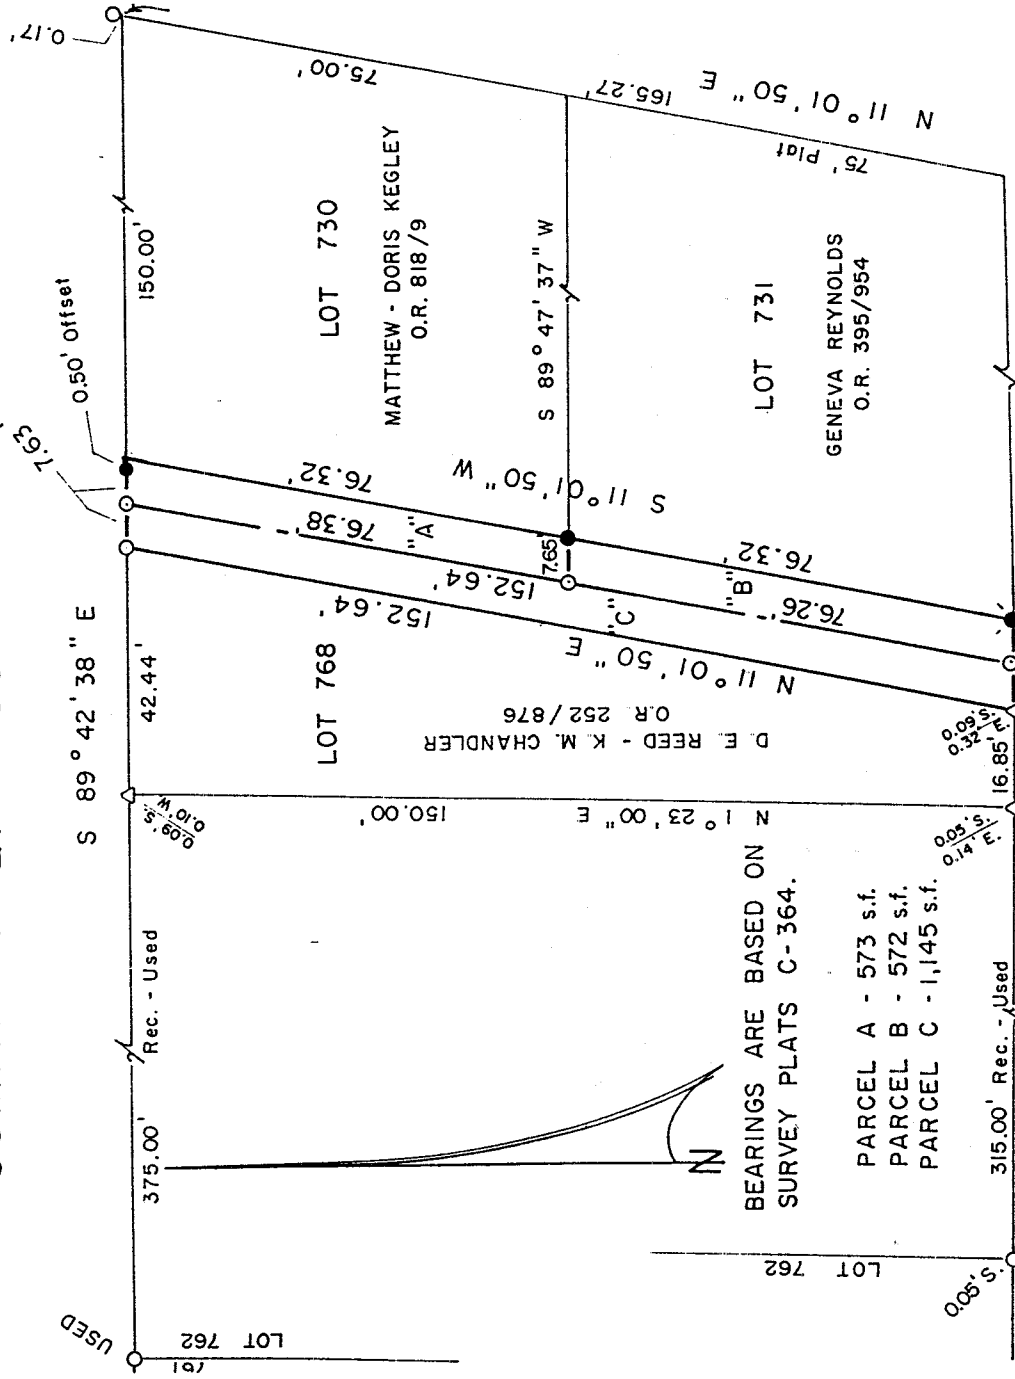 0.17'
N 11° 01' 50" E
165.27'
75.00'
75' Plat
150.00'
0.50' Offset
7.63'
LOT 730
MATTHEW - DORIS KEGLEY
O.R. 818/9
S 89° 47' 37" W
LOT 731
GENEVA REYNOLDS
O.R. 395/954
76.32'
S 11° 01' 50" W
76.38'
"A"
7.65'
76.32'
"B"
76.26'
152.64'
"C"
152.64'
N 11° 01' 50" E
S 89° 42' 38" E
42.44'
LOT 768
D. E. REED - K. M. CHANDLER
O.R. 252/876
0.09' S.
0.32' E.
16.85'
0.09' S.
0.10' W.
N 1° 23' 00" E
150.00'
0.05' S.
0.14' E.
375.00' Rec. - Used
N
BEARINGS ARE BASED ON
SURVEY PLATS C-364.
PARCEL A - 573 s.f.
PARCEL B - 572 s.f.
PARCEL C - 1,145 s.f.
315.00' Rec. - Used
USED
LOT 762
761
LOT 762
0.05' S.